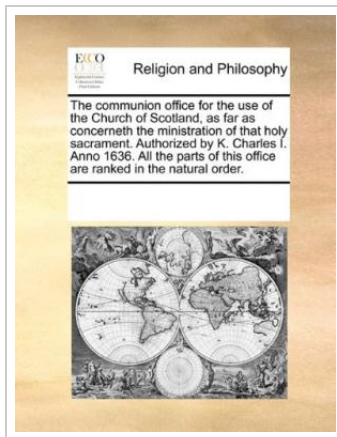 ECCO
Religion and Philosophy
The communion office for the use of
the Church of Scotland, as far as
concerneth the ministration of that holy
sacrament. Authorized by K. Charles I.
Anno 1636. All the parts of this office
are ranked in the natural order.